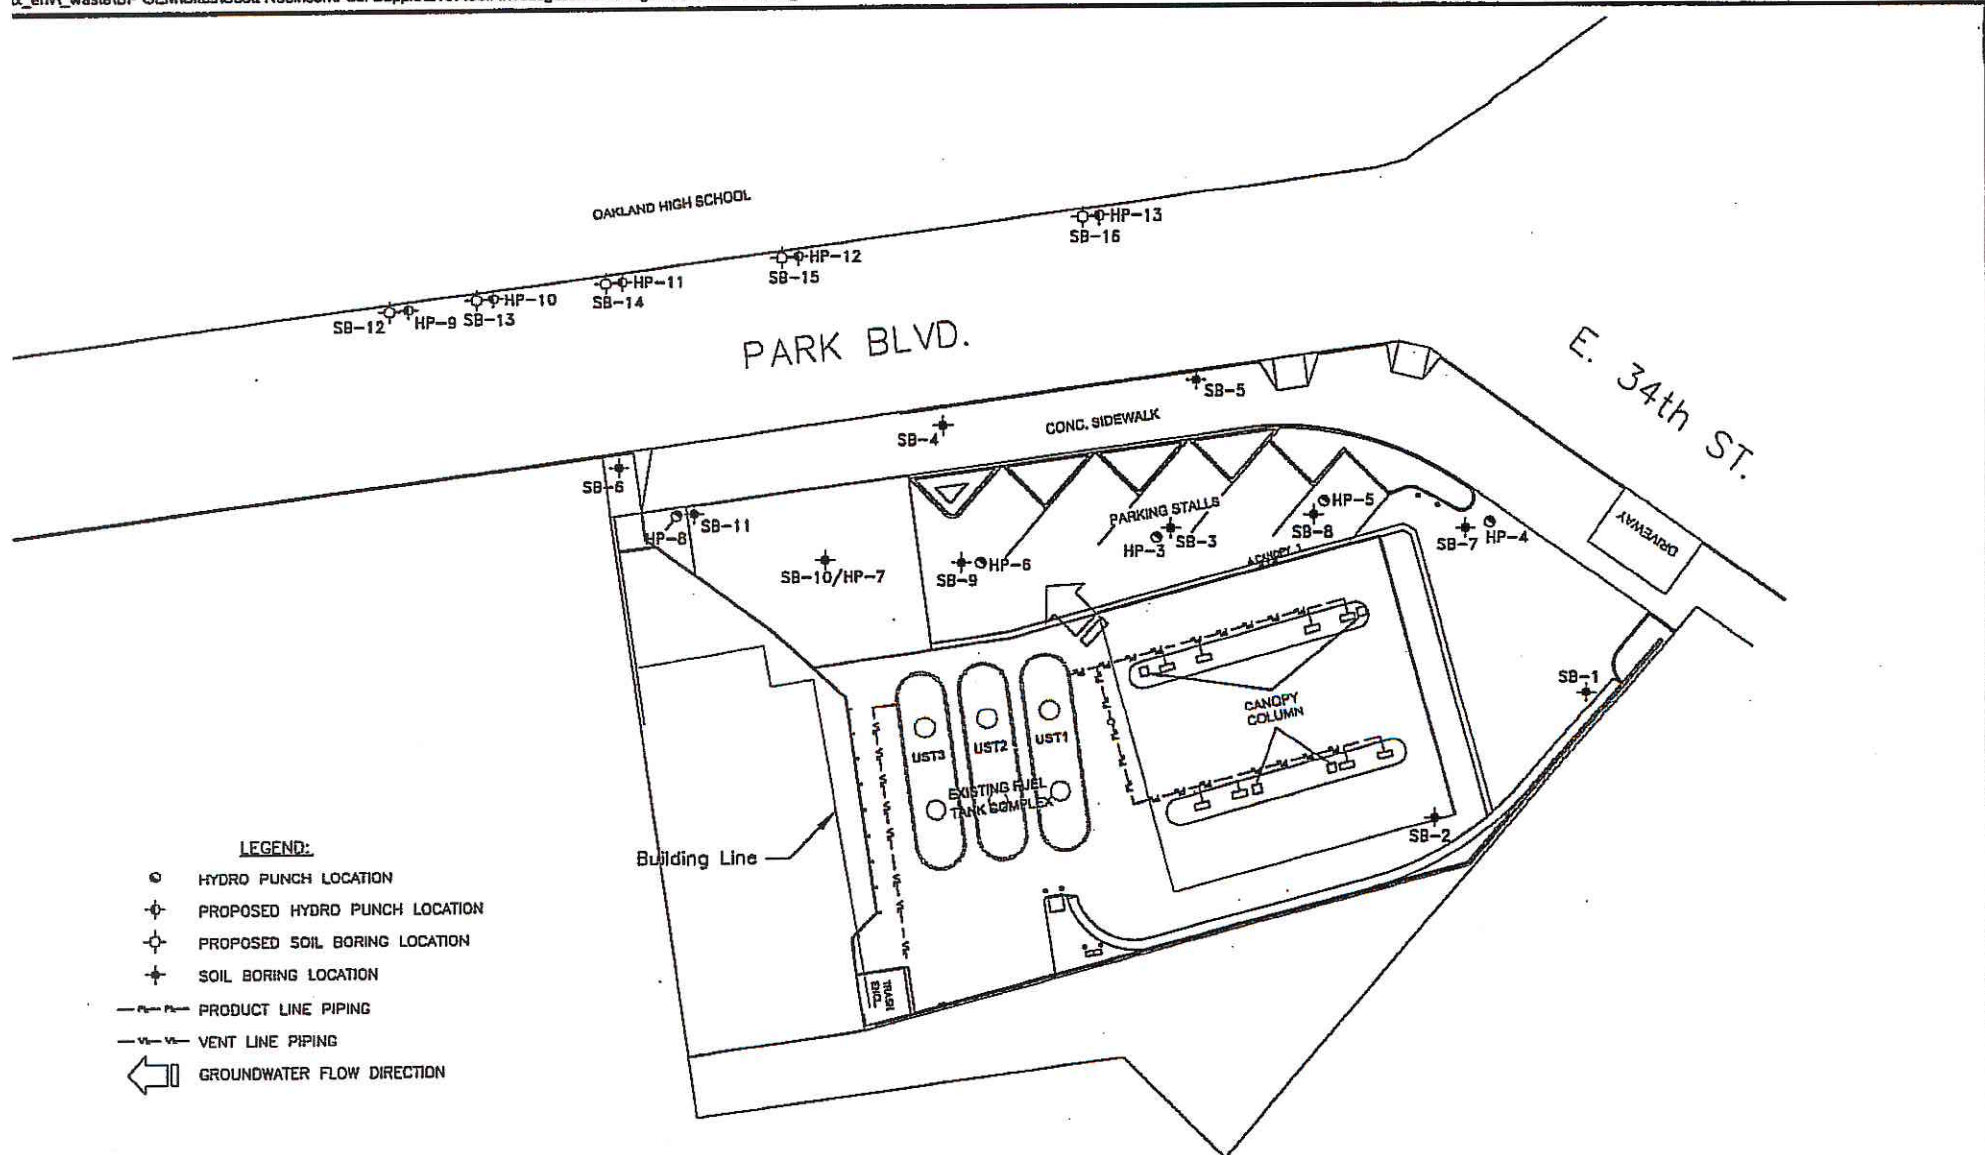 OAKLAND HIGH SCHOOL
HP-13
SB-16
HP-12
SB-15
HP-11
SB-14
HP-10
SB-12
HP-9
SB-13
PARK BLVD.
E. 34th ST.
SB-5
CONC. SIDEWALK
SB-4
SB-6
HP-8
SB-11
SB-10/HP-7
SB-9
HP-6
PARKING STALLS
HP-3
SB-3
HP-5
SB-8
SB-7
HP-4
DRIVEWAY
CANOPY
SB-1
CANOPY
COLUMN
UST3
UST2
UST1
EXISTING FUEL
TANK COMPLEX
SB-2
Building Line
TRASH
ENCL.
LEGEND:
HYDRO PUNCH LOCATION
PROPOSED HYDRO PUNCH LOCATION
PROPOSED SOIL BORING LOCATION
SOIL BORING LOCATION
PRODUCT LINE PIPING
VENT LINE PIPING
GROUNDWATER FLOW DIRECTION